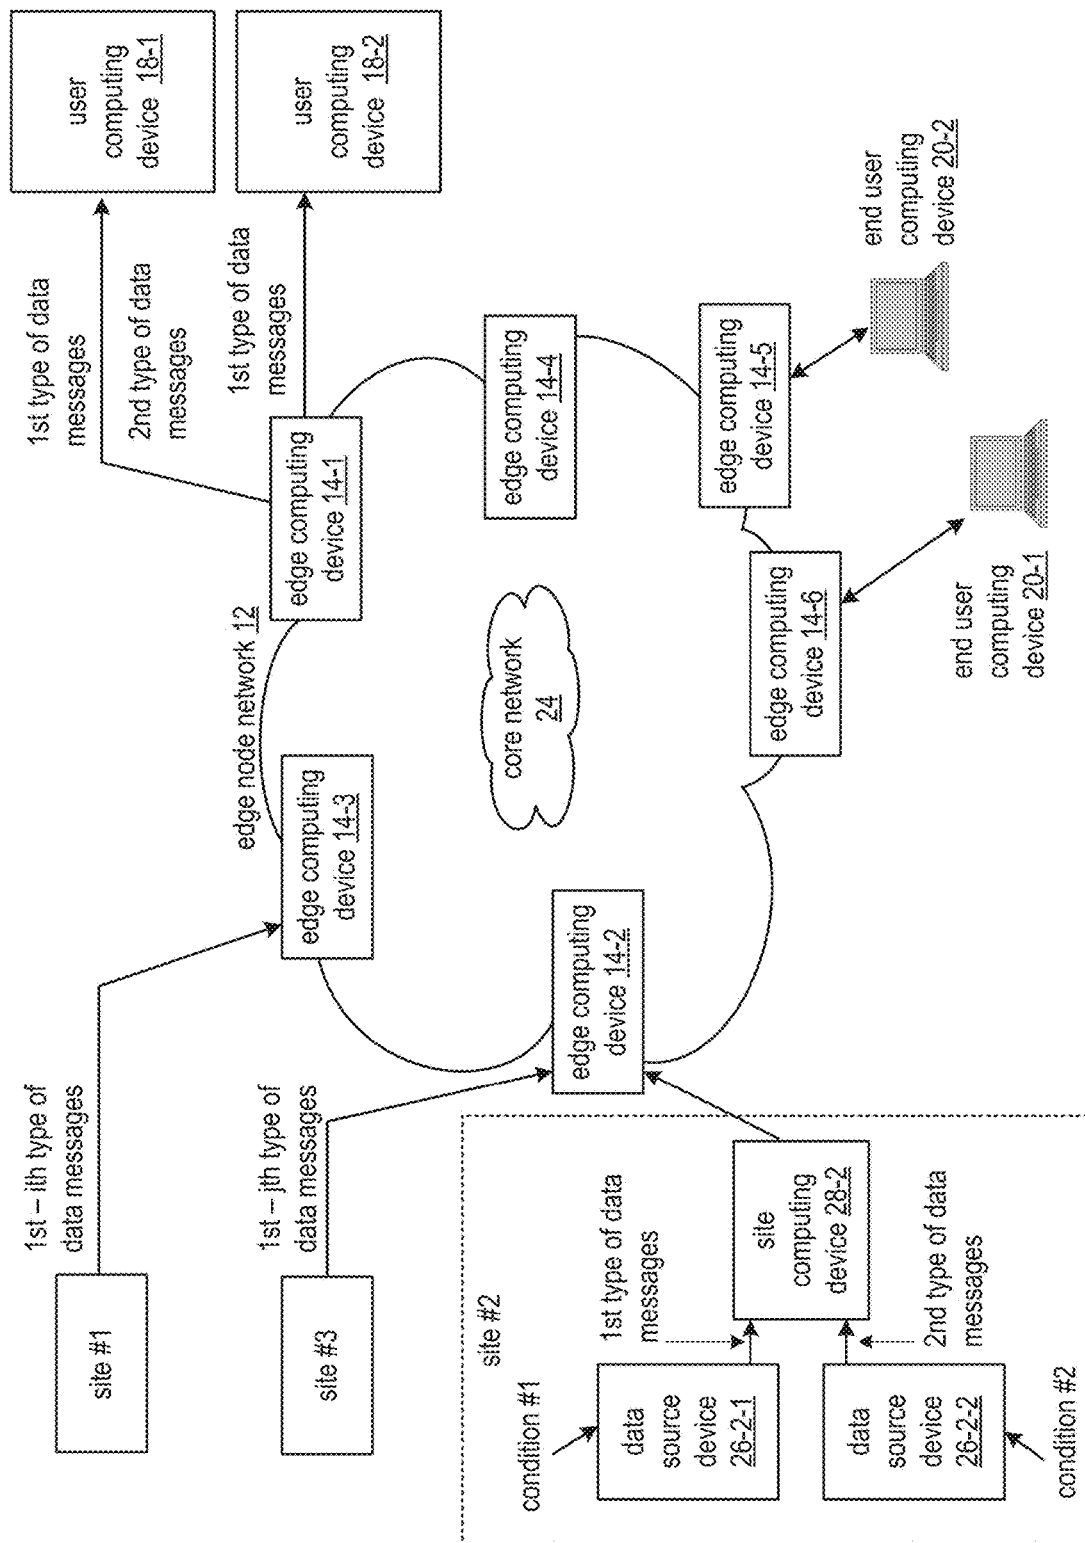 site #1
1st – ith type of
data messages
site #3
1st – jth type of
data messages
edge computing
device 14-3
edge node network 12
edge computing
device 14-1
1st type of data
messages
2nd type of data
messages
user
computing
device 18-1
1st type of data
messages
user
computing
device 18-2
edge computing
device 14-2
core network
24
edge computing
device 14-4
edge computing
device 14-6
edge computing
device 14-5
end user
computing
device 20-1
end user
computing
device 20-2
site #2
condition #1
data
source
device
26-2-1
1st type of data
messages
site
computing
device 28-2
data
source
device
26-2-2
2nd type of data
messages
condition #2